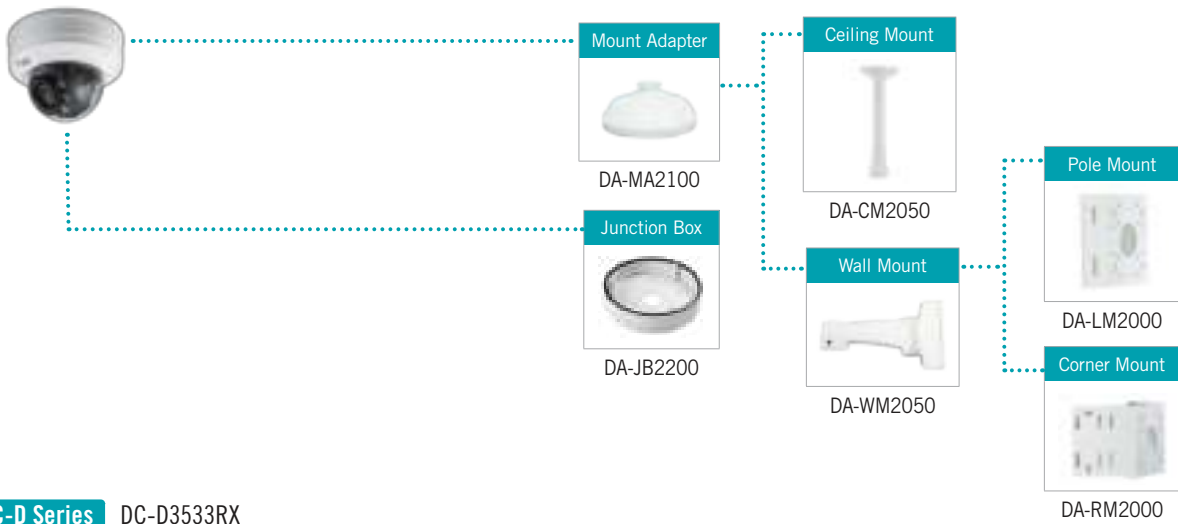 Mount Adapter
DA-MA2100
Ceiling Mount
DA-CM2050
Junction Box
DA-JB2200
Wall Mount
DA-WM2050
Pole Mount
DA-LM2000
Corner Mount
DA-RM2000
Series DC-D3533RX